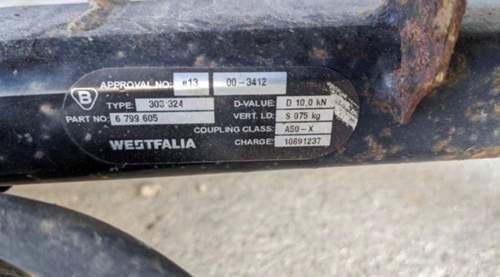 APPROVAL NO: e13 00-3412
B
TYPE: 303 324 D-VALUE: D 10,0 kN
PART NO: 6 799 605 VERT. LD: S 075 kg
COUPLING CLASS: A50-X
WESTFALIA CHARGE: 10691237